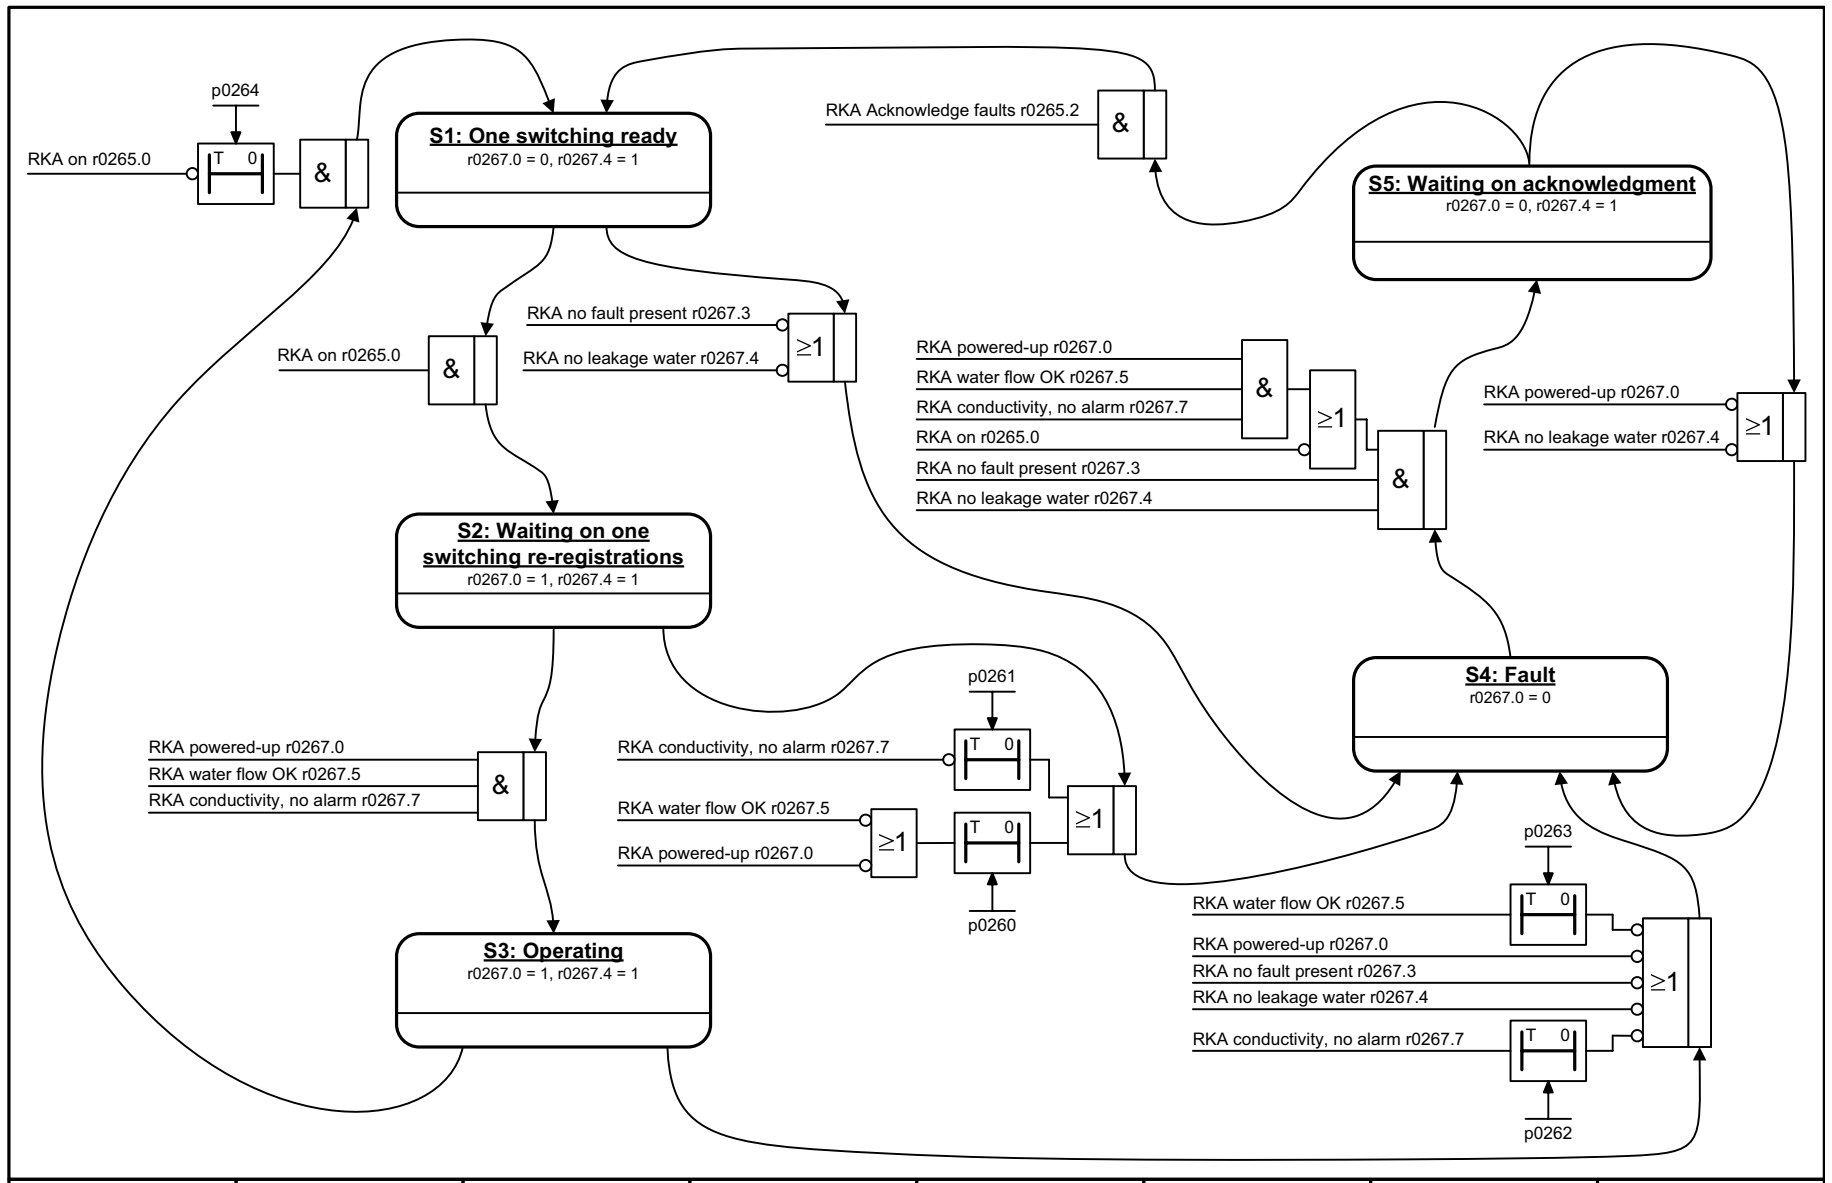 p0264
RKA on r0265.0
T 0
&
S1: One switching ready
r0267.0 = 0, r0267.4 = 1
RKA Acknowledge faults r0265.2
&
S5: Waiting on acknowledgment
r0267.0 = 0, r0267.4 = 1
RKA on r0265.0
&
RKA no fault present r0267.3
RKA no leakage water r0267.4
≥1
RKA powered-up r0267.0
RKA water flow OK r0267.5
RKA conductivity, no alarm r0267.7
&
RKA on r0265.0
≥1
RKA no fault present r0267.3
RKA no leakage water r0267.4
&
RKA powered-up r0267.0
RKA no leakage water r0267.4
≥1
S2: Waiting on one
switching re-registrations
r0267.0 = 1, r0267.4 = 1
S4: Fault
r0267.0 = 0
RKA powered-up r0267.0
RKA water flow OK r0267.5
RKA conductivity, no alarm r0267.7
&
p0261
RKA conductivity, no alarm r0267.7
T 0
RKA water flow OK r0267.5
RKA powered-up r0267.0
≥1
T 0
p0260
≥1
S3: Operating
r0267.0 = 1, r0267.4 = 1
p0263
RKA water flow OK r0267.5
T 0
RKA powered-up r0267.0
RKA no fault present r0267.3
RKA no leakage water r0267.4
≥1
RKA conductivity, no alarm r0267.7
T 0
p0262